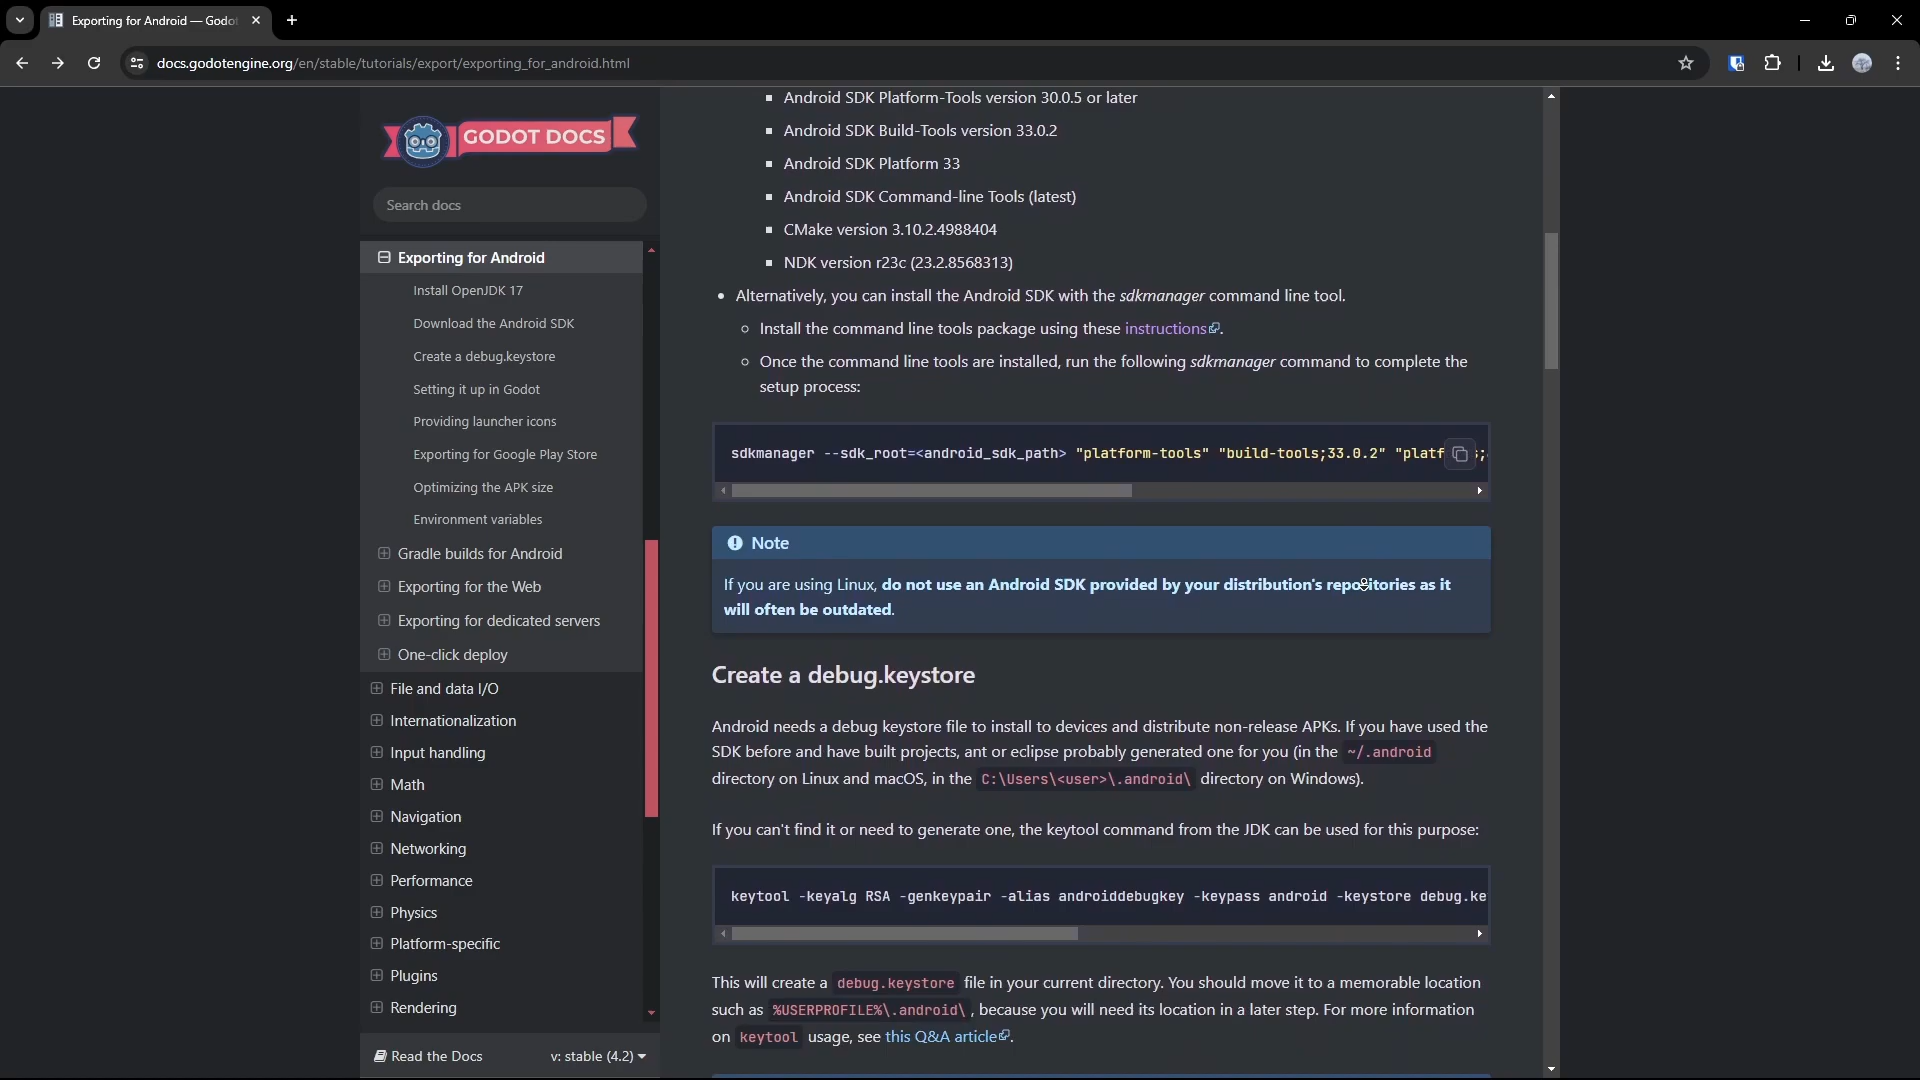 Exporting for Android — Godot
docs.godotengine.org/en/stable/tutorials/export/exporting_for_android.html
GODOT DOCS
Search docs
Exporting for Android
Install OpenJDK 17
Download the Android SDK
Create a debug.keystore
Setting it up in Godot
Providing launcher icons
Exporting for Google Play Store
Optimizing the APK size
Environment variables
Gradle builds for Android
Exporting for the Web
Exporting for dedicated servers
One-click deploy
File and data I/O
Internationalization
Input handling
Math
Navigation
Networking
Performance
Physics
Platform-specific
Plugins
Rendering
Read the Docs v: stable (4.2)
Android SDK Platform-Tools version 30.0.5 or later
Android SDK Build-Tools version 33.0.2
Android SDK Platform 33
Android SDK Command-line Tools (latest)
CMake version 3.10.2.4988404
NDK version r23c (23.2.8568313)
Alternatively, you can install the Android SDK with the sdkmanager command line tool.
Install the command line tools package using these instructions.
Once the command line tools are installed, run the following sdkmanager command to complete the
setup process:
sdkmanager --sdk_root=<android_sdk_path> "platform-tools" "build-tools;33.0.2" "platf
Note
If you are using Linux, do not use an Android SDK provided by your distribution's repositories as it
will often be outdated.
Create a debug.keystore
Android needs a debug keystore file to install to devices and distribute non-release APKs. If you have used the
SDK before and have built projects, ant or eclipse probably generated one for you (in the ~/.android
directory on Linux and macOS, in the C:\Users\<user>\.android\ directory on Windows).
If you can't find it or need to generate one, the keytool command from the JDK can be used for this purpose:
keytool -keyalg RSA -genkeypair -alias androiddebugkey -keypass android -keystore debug.ke
This will create a debug.keystore file in your current directory. You should move it to a memorable location
such as %USERPROFILE%\.android\, because you will need its location in a later step. For more information
on keytool usage, see this Q&A article.